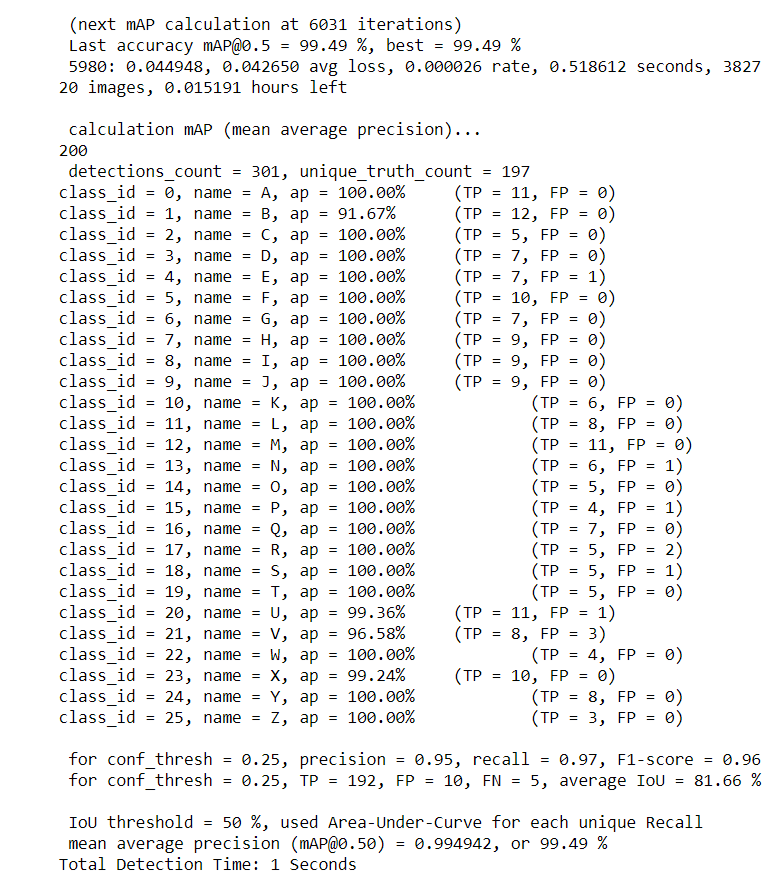 (next mAP calculation at 6031 iterations)
Last accuracy mAP@0.5 = 99.49 %, best = 99.49 %
5980: 0.044948, 0.042650 avg loss, 0.000026 rate, 0.518612 seconds, 3827
20 images, 0.015191 hours left
calculation mAP (mean average precision)...
200
detections_count = 301, unique_truth_count = 197
class_id = 0, name = A, ap = 100.00% (TP = 11, FP = 0)
class_id = 1, name = B, ap = 91.67% (TP = 12, FP = 0)
class_id = 2, name = C, ap = 100.00% (TP = 5, FP = 0)
class_id = 3, name = D, ap = 100.00% (TP = 7, FP = 0)
class_id = 4, name = E, ap = 100.00% (TP = 7, FP = 1)
class_id = 5, name = F, ap = 100.00% (TP = 10, FP = 0)
class_id = 6, name = G, ap = 100.00% (TP = 7, FP = 0)
class_id = 7, name = H, ap = 100.00% (TP = 9, FP = 0)
class_id = 8, name = I, ap = 100.00% (TP = 9, FP = 0)
class_id = 9, name = J, ap = 100.00% (TP = 9, FP = 0)
class_id = 10, name = K, ap = 100.00% (TP = 6, FP = 0)
class_id = 11, name = L, ap = 100.00% (TP = 8, FP = 0)
class_id = 12, name = M, ap = 100.00% (TP = 11, FP = 0)
class_id = 13, name = N, ap = 100.00% (TP = 6, FP = 1)
class_id = 14, name = O, ap = 100.00% (TP = 5, FP = 0)
class_id = 15, name = P, ap = 100.00% (TP = 4, FP = 1)
class_id = 16, name = Q, ap = 100.00% (TP = 7, FP = 0)
class_id = 17, name = R, ap = 100.00% (TP = 5, FP = 2)
class_id = 18, name = S, ap = 100.00% (TP = 5, FP = 1)
class_id = 19, name = T, ap = 100.00% (TP = 5, FP = 0)
class_id = 20, name = U, ap = 99.36% (TP = 11, FP = 1)
class_id = 21, name = V, ap = 96.58% (TP = 8, FP = 3)
class_id = 22, name = W, ap = 100.00% (TP = 4, FP = 0)
class_id = 23, name = X, ap = 99.24% (TP = 10, FP = 0)
class_id = 24, name = Y, ap = 100.00% (TP = 8, FP = 0)
class_id = 25, name = Z, ap = 100.00% (TP = 3, FP = 0)
for conf_thresh = 0.25, precision = 0.95, recall = 0.97, F1-score = 0.96
for conf_thresh = 0.25, TP = 192, FP = 10, FN = 5, average IoU = 81.66 %
IoU threshold = 50 %, used Area-Under-Curve for each unique Recall
mean average precision (mAP@0.50) = 0.994942, or 99.49 %
Total Detection Time: 1 Seconds